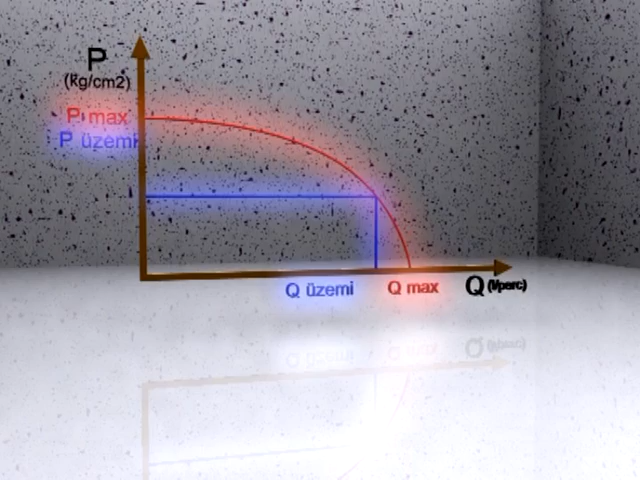 P
(kg/cm2)
P max
P üzemi
Q üzemi
Q max
Q (l/perc)